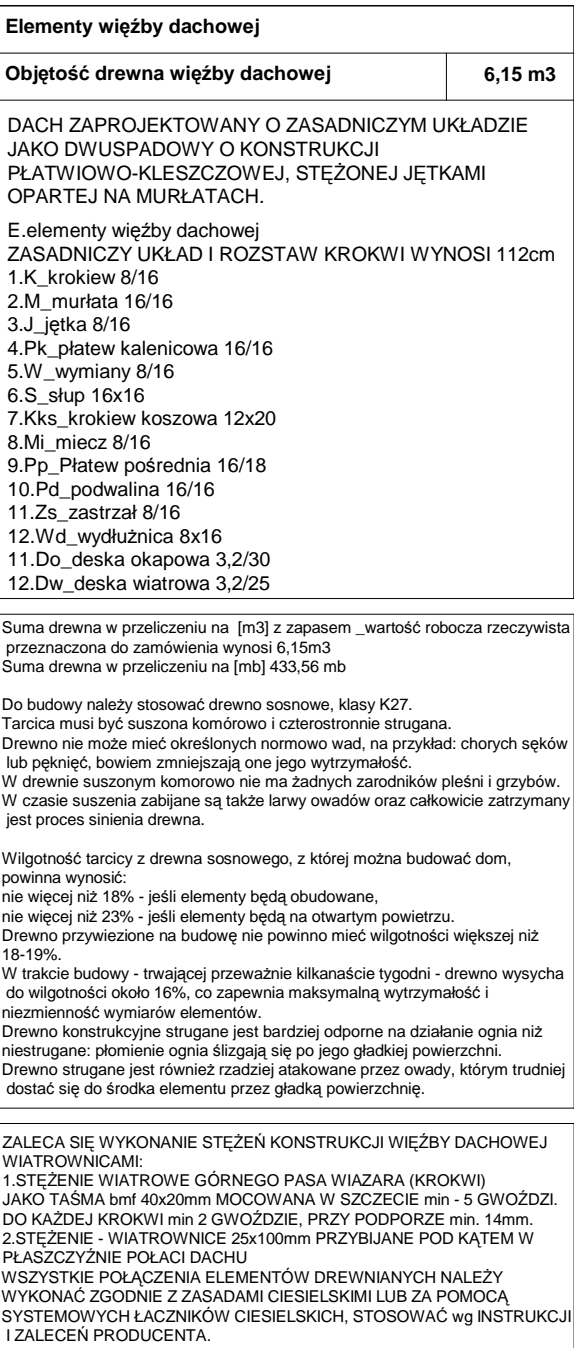 Elementy więźby dachowej
Objętość drewna więźby dachowej 6,15 m3
DACH ZAPROJEKTOWANY O ZASADNICZYM UKŁADZIE
JAKO DWUSPADOWY O KONSTRUKCJI
PŁATWIOWO-KLESZCZOWEJ, STĘŻONEJ JĘTKAMI
OPARTEJ NA MURŁATACH.
E.elementy więźby dachowej
ZASADNICZY UKŁAD I ROZSTAW KROKWI WYNOSI 112cm
1.K_krokiew 8/16
2.M_murłata 16/16
3.J_jętka 8/16
4.Pk_płatew kalenicowa 16/16
5.W_wymiany 8/16
6.S_słup 16x16
7.Kks_krokiew koszowa 12x20
8.Mi_miecz 8/16
9.Pp_Płatew pośrednia 16/18
10.Pd_podwalina 16/16
11.Zs_zastrzał 8/16
12.Wd_wydłużnica 8x16
11.Do_deska okapowa 3,2/30
12.Dw_deska wiatrowa 3,2/25
Suma drewna w przeliczeniu na [m3] z zapasem _wartość robocza rzeczywista
przeznaczona do zamówienia wynosi 6,15m3
Suma drewna w przeliczeniu na [mb] 433,56 mb
Do budowy należy stosować drewno sosnowe, klasy K27.
Tarcica musi być suszona komórowo i czterostronnie strugana.
Drewno nie może mieć określonych normowo wad, na przykład: chorych sęków
lub pęknięć, bowiem zmniejszają one jego wytrzymałość.
W drewnie suszonym komorowo nie ma żadnych zarodników pleśni i grzybów.
W czasie suszenia zabijane są także larwy owadów oraz całkowicie zatrzymany
jest proces sinienia drewna.
Wilgotność tarcicy z drewna sosnowego, z której można budować dom,
powinna wynosić:
nie więcej niż 18% - jeśli elementy będą obudowane,
nie więcej niż 23% - jeśli elementy będą na otwartym powietrzu.
Drewno przywiezione na budowę nie powinno mieć wilgotności większej niż
18-19%.
W trakcie budowy - trwającej przeważnie kilkanaście tygodni - drewno wysycha
do wilgotności około 16%, co zapewnia maksymalną wytrzymałość i
niezmienność wymiarów elementów.
Drewno konstrukcyjne strugane jest bardziej odporne na działanie ognia niż
niestrugane: płomienie ognia ślizgają się po jego gładkiej powierzchni.
Drewno strugane jest również rzadziej atakowane przez owady, którym trudniej
dostać się do środka elementu przez gładką powierzchnię.
ZALECA SIĘ WYKONANIE STĘŻEŃ KONSTRUKCJI WIĘŹBY DACHOWEJ
WIATROWNICAMI:
1.STĘŻENIE WIATROWE GÓRNEGO PASA WIAZARA (KROKWI)
JAKO TAŚMA bmf 40x20mm MOCOWANA W SZCZECIE min - 5 GWOŹDZI.
DO KAŻDEJ KROKWI min 2 GWOŹDZIE, PRZY PODPORZE min. 14mm.
2.STĘŻENIE - WIATROWNICE 25x100mm PRZYBIJANE POD KĄTEM W
PŁASZCZYŹNIE POŁACI DACHU
WSZYSTKIE POŁĄCZENIA ELEMENTÓW DREWNIANYCH NALEŻY
WYKONAĆ ZGODNIE Z ZASADAMI CIESIELSKIMI LUB ZA POMOCĄ
SYSTEMOWYCH ŁACZNIKÓW CIESIELSKICH, STOSOWAĆ wg INSTRUKCJI
I ZALECEŃ PRODUCENTA.